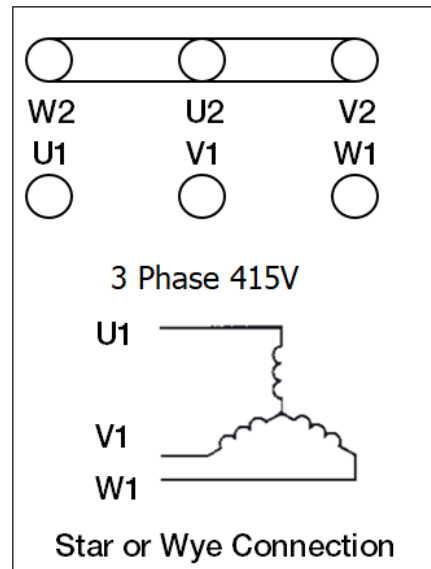 W2 U2 V2
U1 V1 W1
3 Phase 415V
U1
V1
W1
Star or Wye Connection